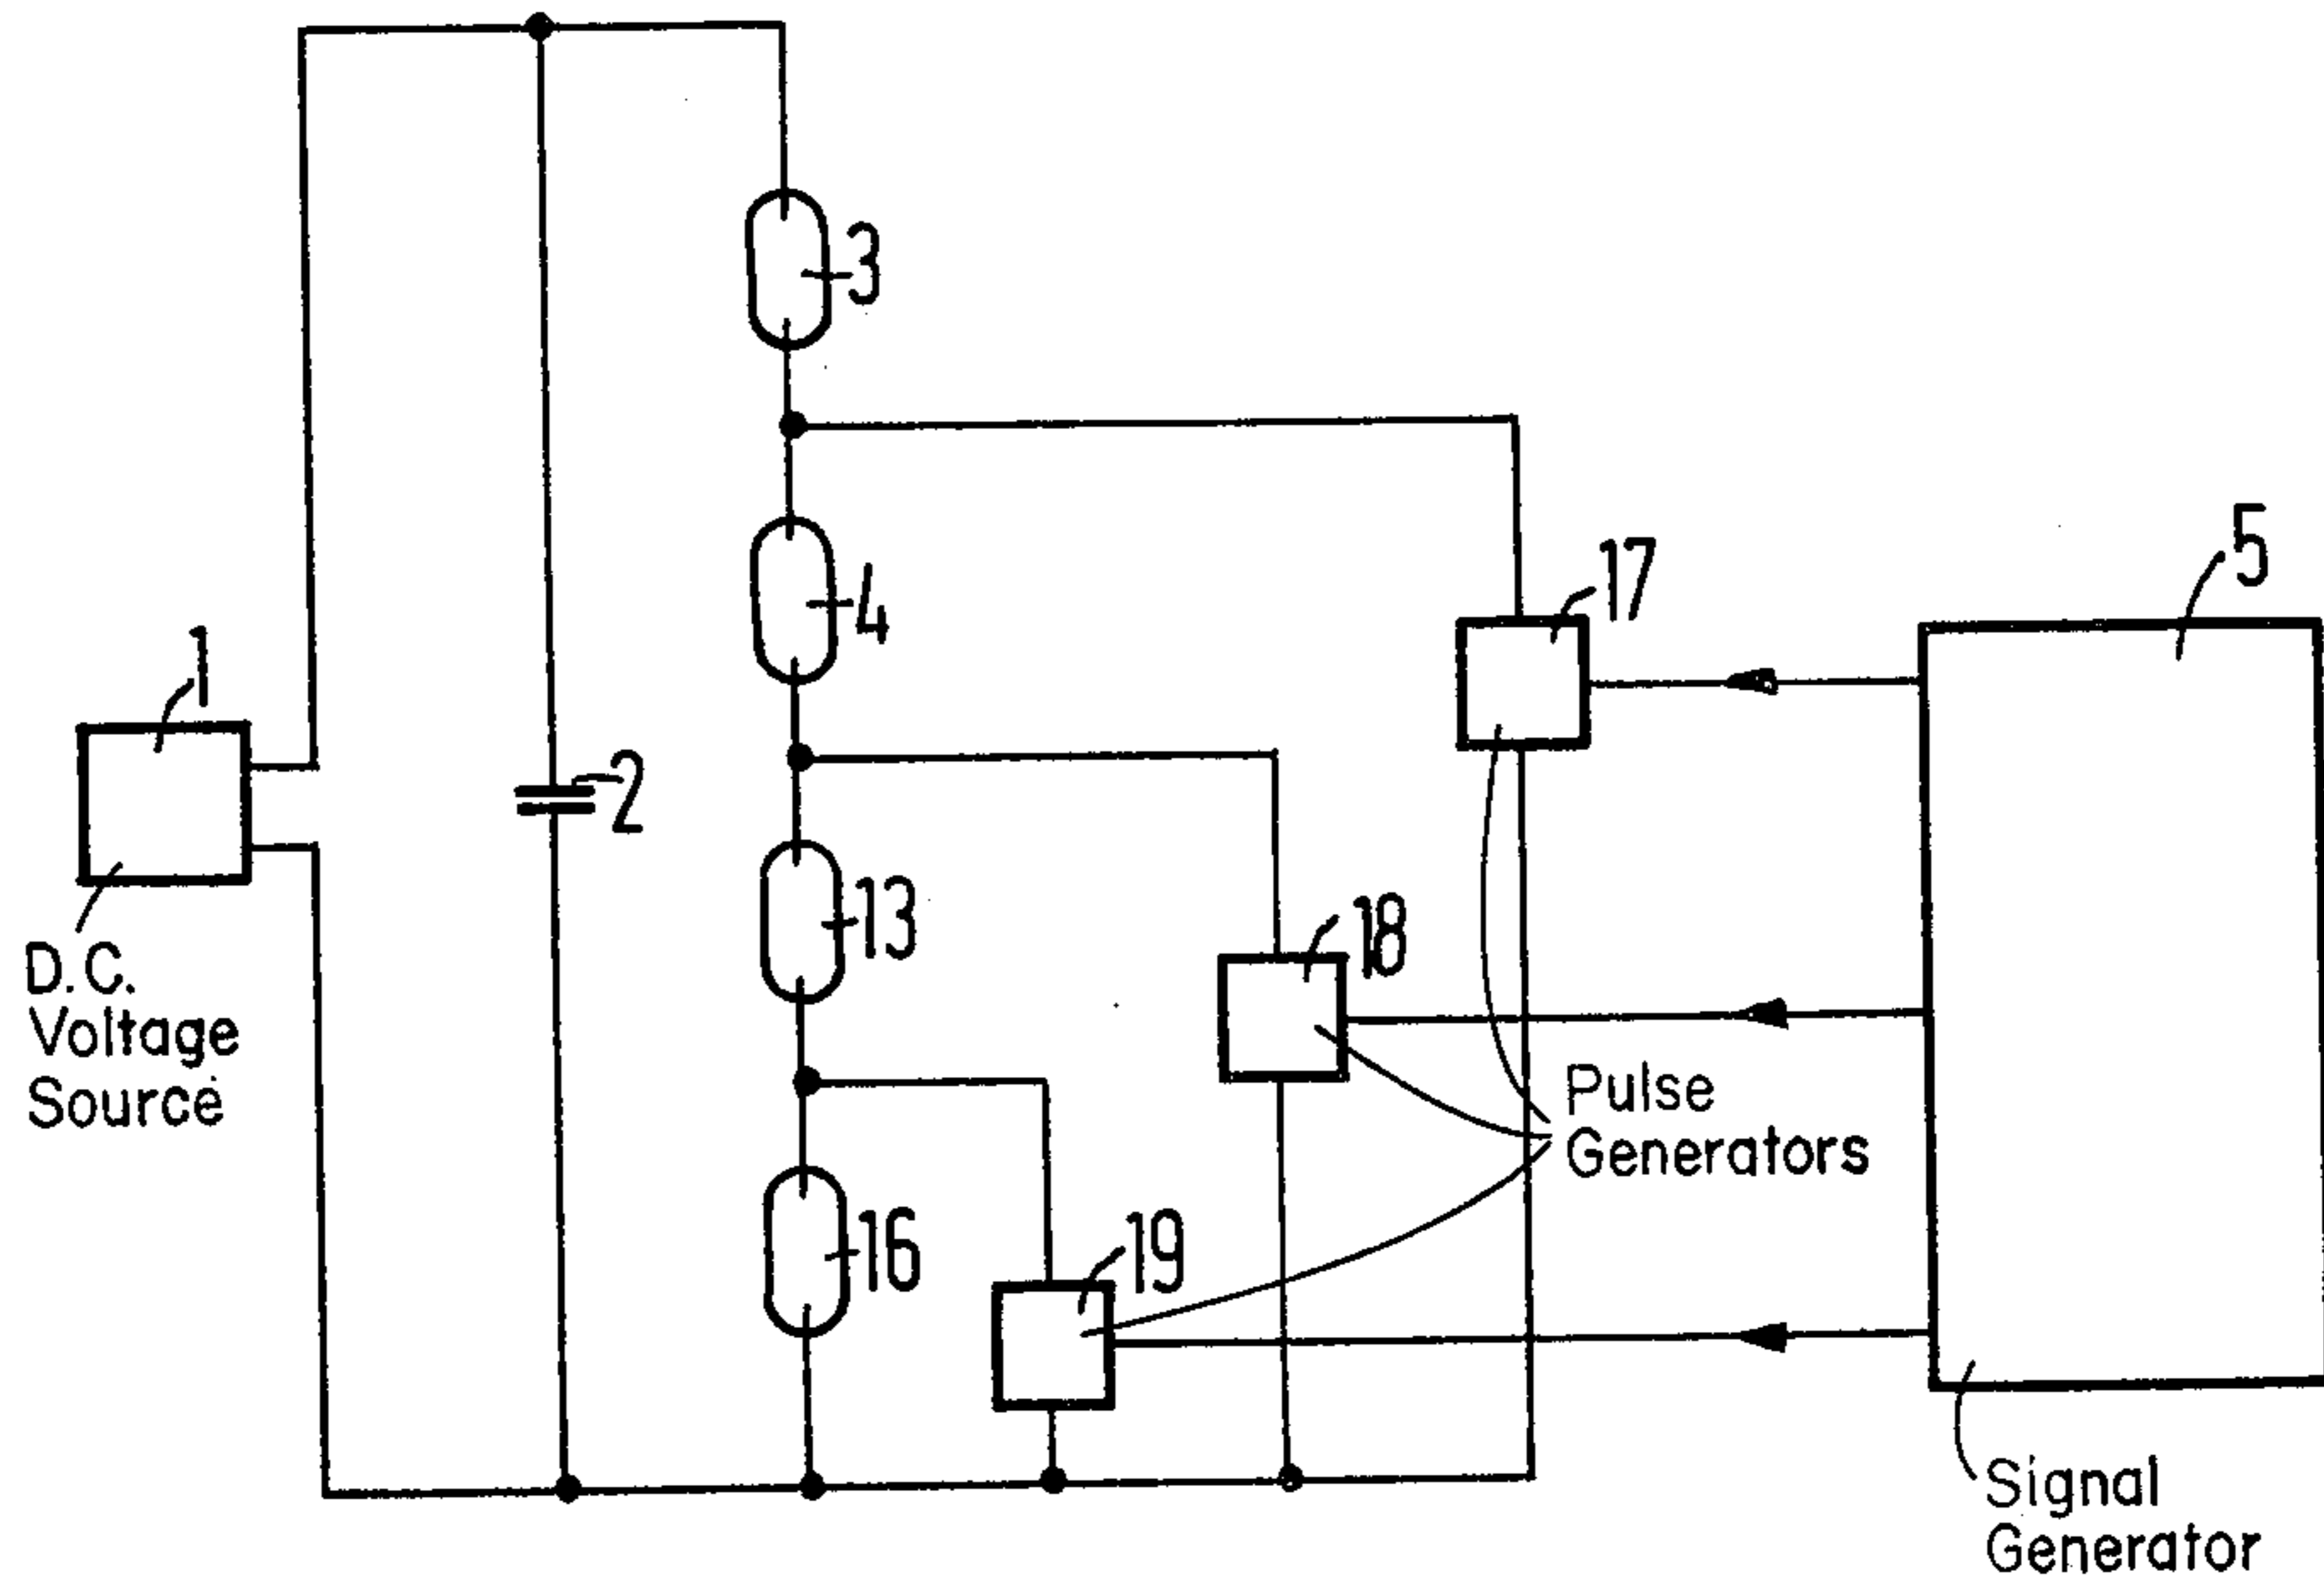 3
4
17
5
1
2
13
18
D.C.
Voltage
Source
Pulse
Generators
16
19
Signal
Generator